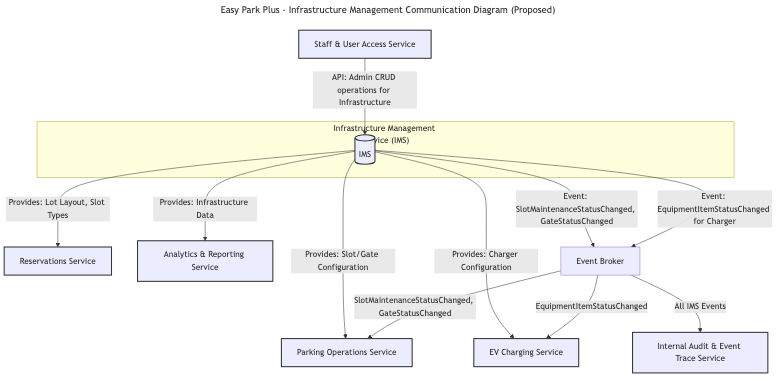 Easy Park Plus - Infrastructure Management Communication Diagram (Proposed)
Staff & User Access Service
API: Admin CRUD
operations for
Infrastructure
Infrastructure Management
vice (IMS)
IMS
Provides: Lot Layout, Slot
Types
Provides: Infrastructure
Data
Event:
SlotMaintenanceStatusChanged,
GateStatusChanged
Event:
EquipmentItemStatusChanged
for Charger
Reservations Service
Analytics & Reporting
Service
Provides: Slot/Gate
Configuration
Provides: Charger
Configuration
Event Broker
SlotMaintenanceStatusChanged,
GateStatusChanged
EquipmentItemStatusChanged
All IMS Events
Parking Operations Service
EV Charging Service
Internal Audit & Event
Trace Service